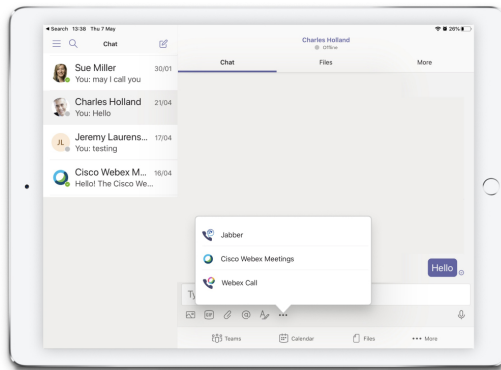 Search 13:38 Thu 7 May
26%
Chat
Sue Miller 30/01
You: may I call you
Charles Holland 21/04
You: Hello
JL
Jeremy Laurens... 17/04
You: testing
Cisco Webex M... 16/04
Hello! The Cisco We...
Charles Holland
Offline
Chat Files More
Hello
Jabber
Cisco Webex Meetings
Webex Call
Ty
GIF
Teams Calendar Files More